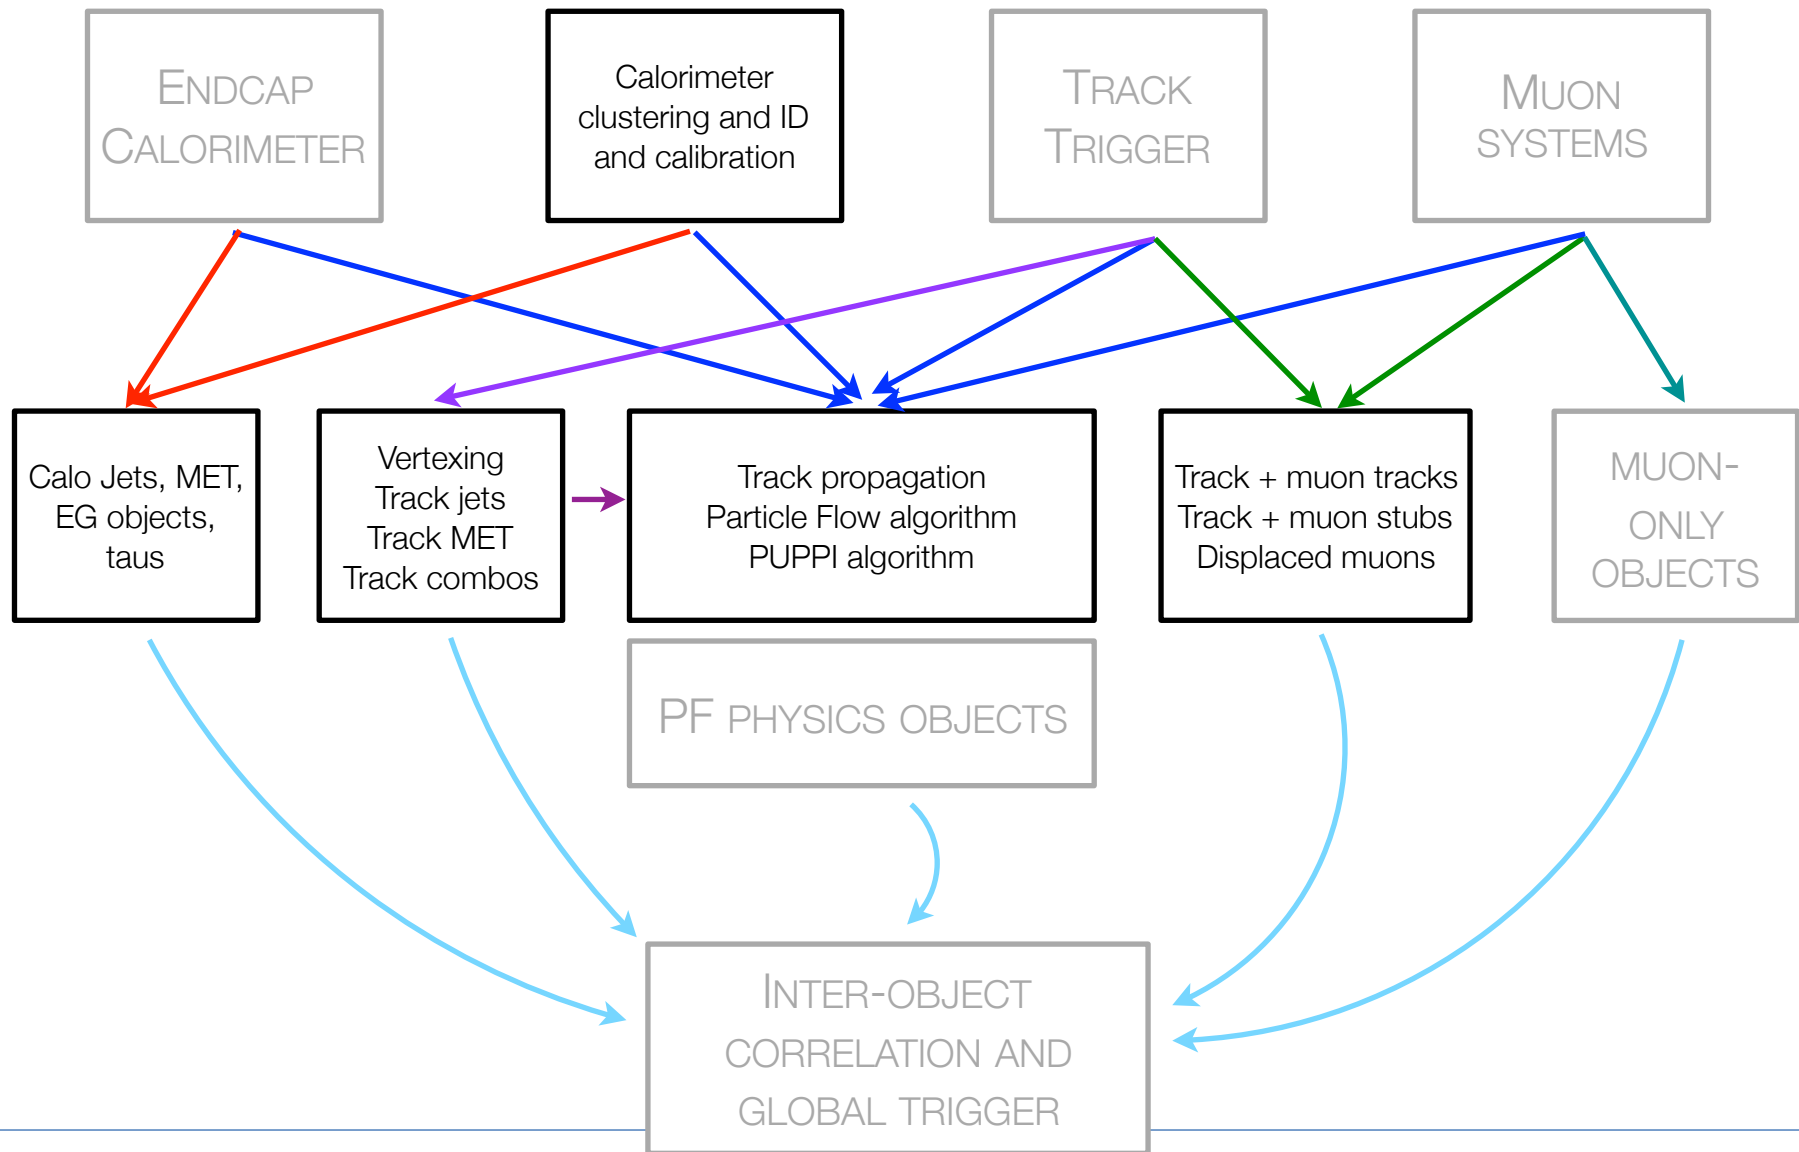 ENDCAP
CALORIMETER
Calorimeter
clustering and ID
and calibration
TRACK
TRIGGER
MUON
SYSTEMS
Calo Jets, MET,
EG objects,
taus
Vertexing
Track jets
Track MET
Track combos
Track propagation
Particle Flow algorithm
PUPPI algorithm
Track + muon tracks
Track + muon stubs
Displaced muons
MUON-
ONLY
OBJECTS
PF PHYSICS OBJECTS
INTER-OBJECT
CORRELATION AND
GLOBAL TRIGGER